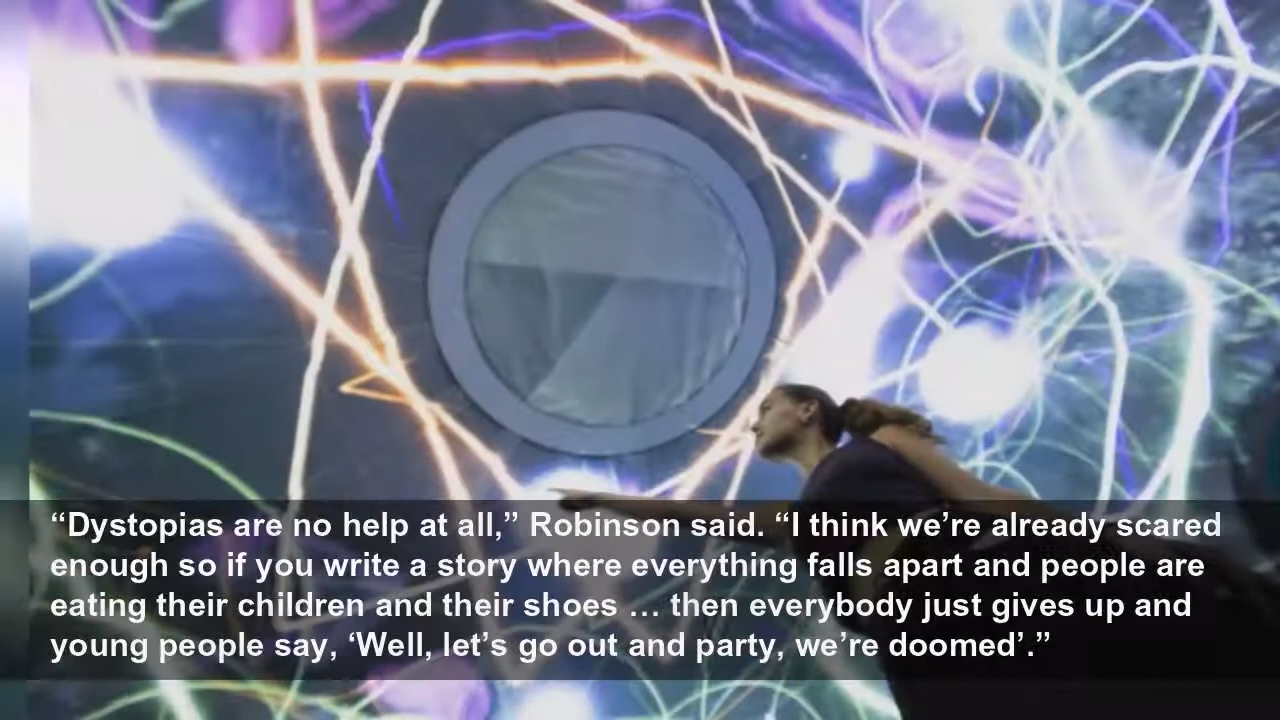 “Dystopias are no help at all,” Robinson said. “I think we’re already scared
enough so if you write a story where everything falls apart and people are
eating their children and their shoes … then everybody just gives up and
young people say, ‘Well, let’s go out and party, we’re doomed’.”